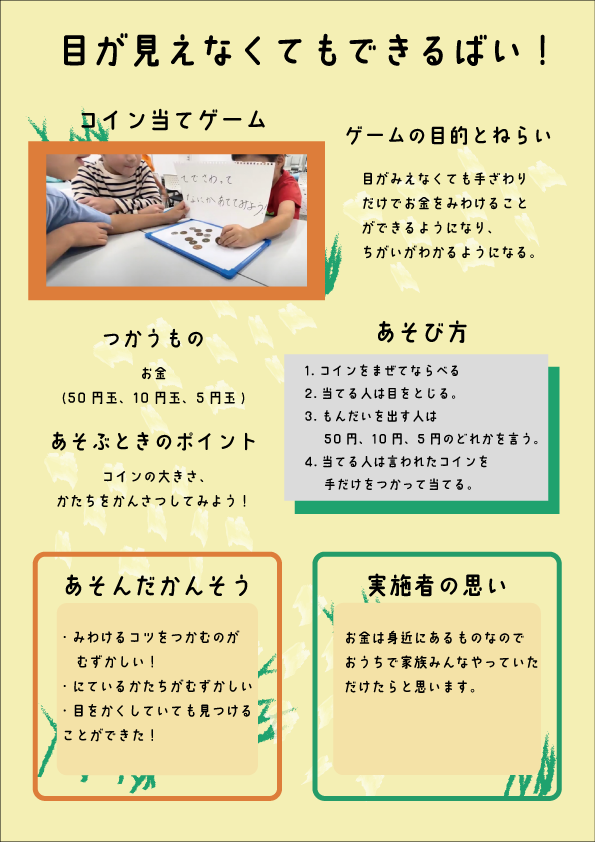 目が見えなくてもできるばい！
コイン当てゲーム
てでさわって
なにかあててみよう！
ゲームの目的とねらい
目がみえなくても手ざわり
だけでお金をみわけること
ができるようになり、
ちがいがわかるようになる。
つかうもの
お金
(50 円玉、10 円玉、5 円玉 )
あそぶときのポイント
コインの大きさ、
かたちをかんさつしてみよう！
あそび方
1. コインをまぜてならべる
2. 当てる人は目をとじる。
3. もんだいを出す人は
50 円、10 円、5 円のどれかを言う。
4. 当てる人は言われたコインを
手だけをつかって当てる。
あそんだかんそう
・みわけるコツをつかむのが
むずかしい！
・にているかたちがむずかしい
・目をかくしていても見つける
ことができた！
実施者の思い
お金は身近にあるものなので
おうちで家族みんなやっていた
だけたらと思います。